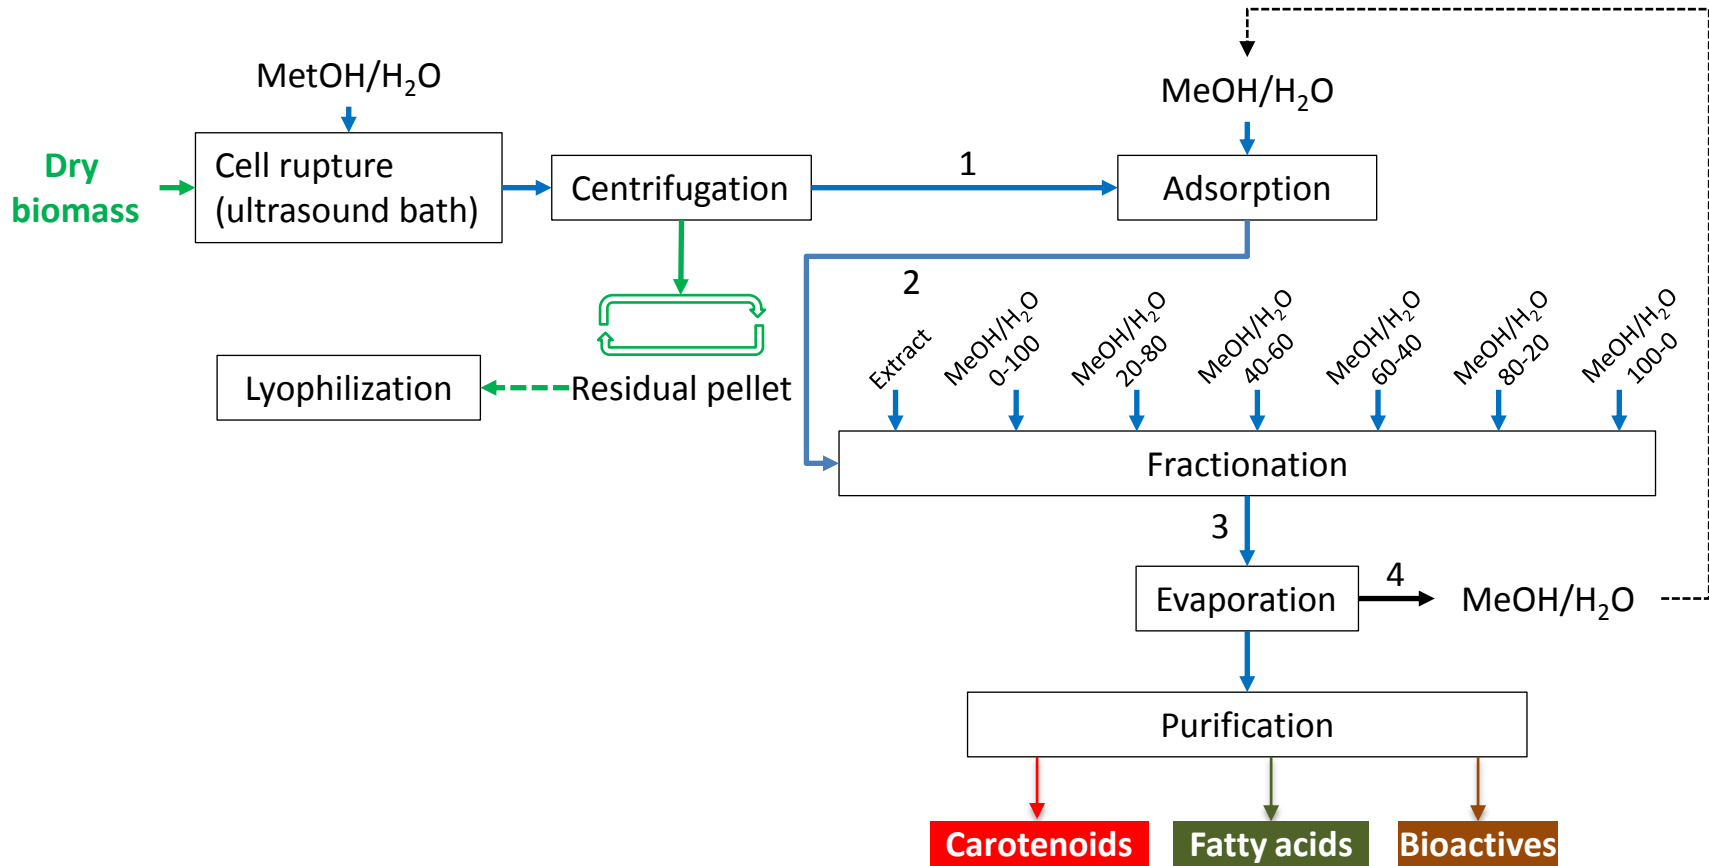 MetOH/H₂O
MeOH/H₂O
Dry
biomass
Cell rupture
(ultrasound bath)
Centrifugation
1
Adsorption
2
Extract
MeOH/H₂O
0-100
MeOH/H₂O
20-80
MeOH/H₂O
40-60
MeOH/H₂O
60-40
MeOH/H₂O
80-20
MeOH/H₂O
100-0
Lyophilization
Residual pellet
Fractionation
3
Evaporation
4
MeOH/H₂O
Purification
Carotenoids
Fatty acids
Bioactives